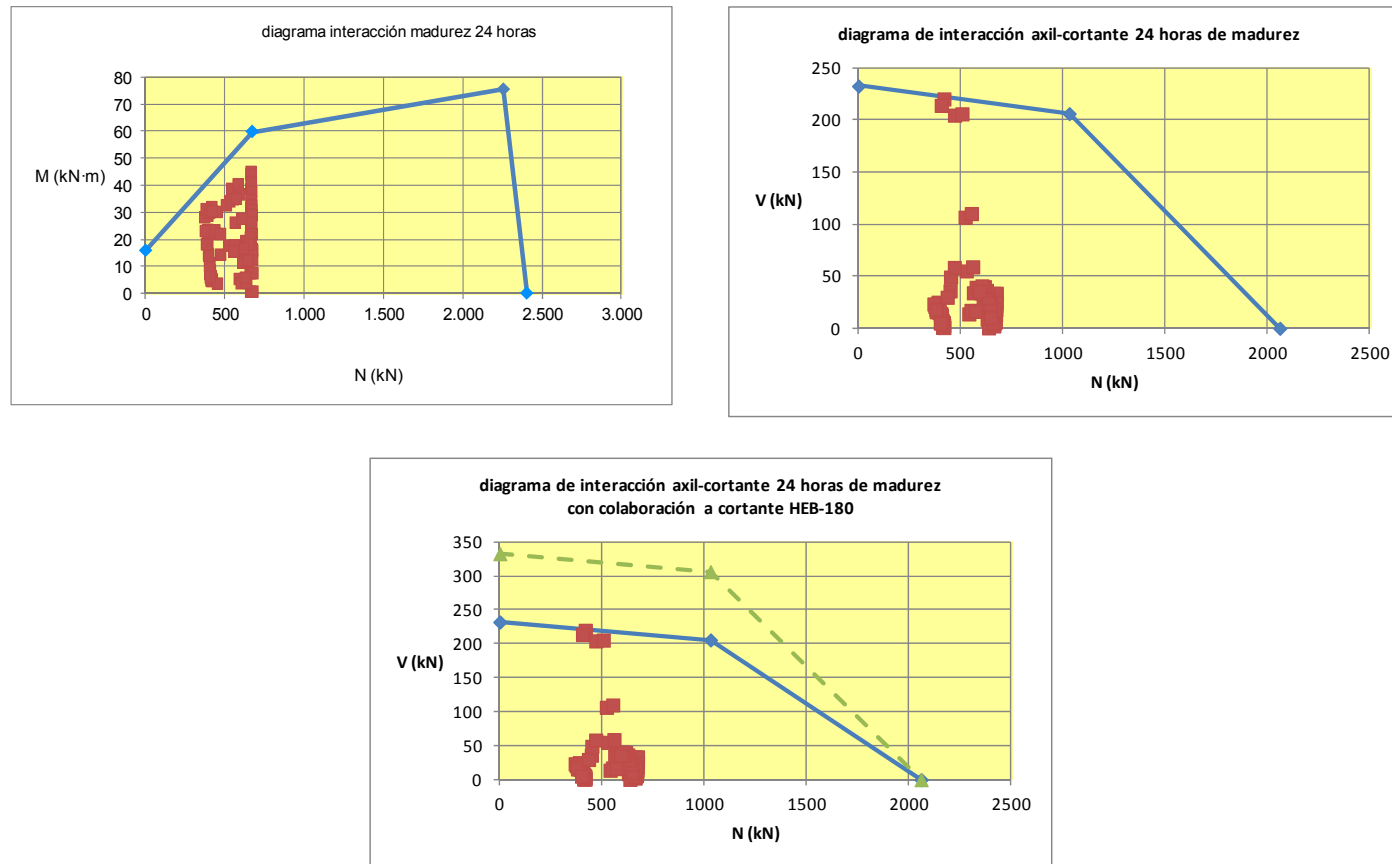 diagrama interacción madurez 24 horas
80
70
60
50
40
30
20
10
0
M (kN·m)
0 500 1.000 1.500 2.000 2.500 3.000
N (kN)
diagrama de interacción axil-cortante 24 horas de madurez
250
200
150
100
50
0
V (kN)
0 500 1000 1500 2000 2500
N (kN)
diagrama de interacción axil-cortante 24 horas de madurez
con colaboración a cortante HEB-180
350
300
250
200
150
100
50
0
V (kN)
0 500 1000 1500 2000 2500
N (kN)